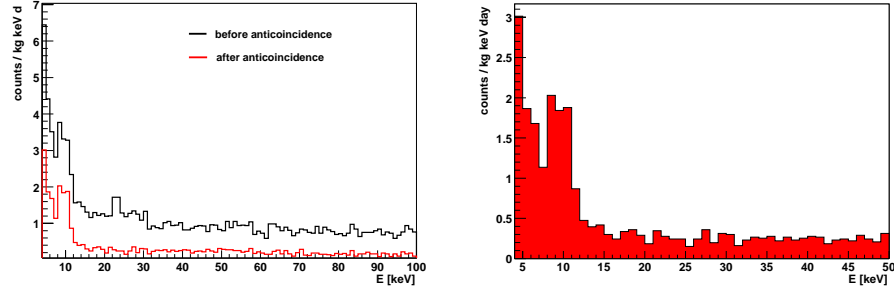 counts / kg keV d
7
6
5
4
3
2
1
before anticoincidence
after anticoincidence
10 20 30 40 50 60 70 80 90 100
E [keV]
counts / kg keV day
3
2.5
2
1.5
1
0.5
0
5 10 15 20 25 30 35 40 45 50
E [keV]